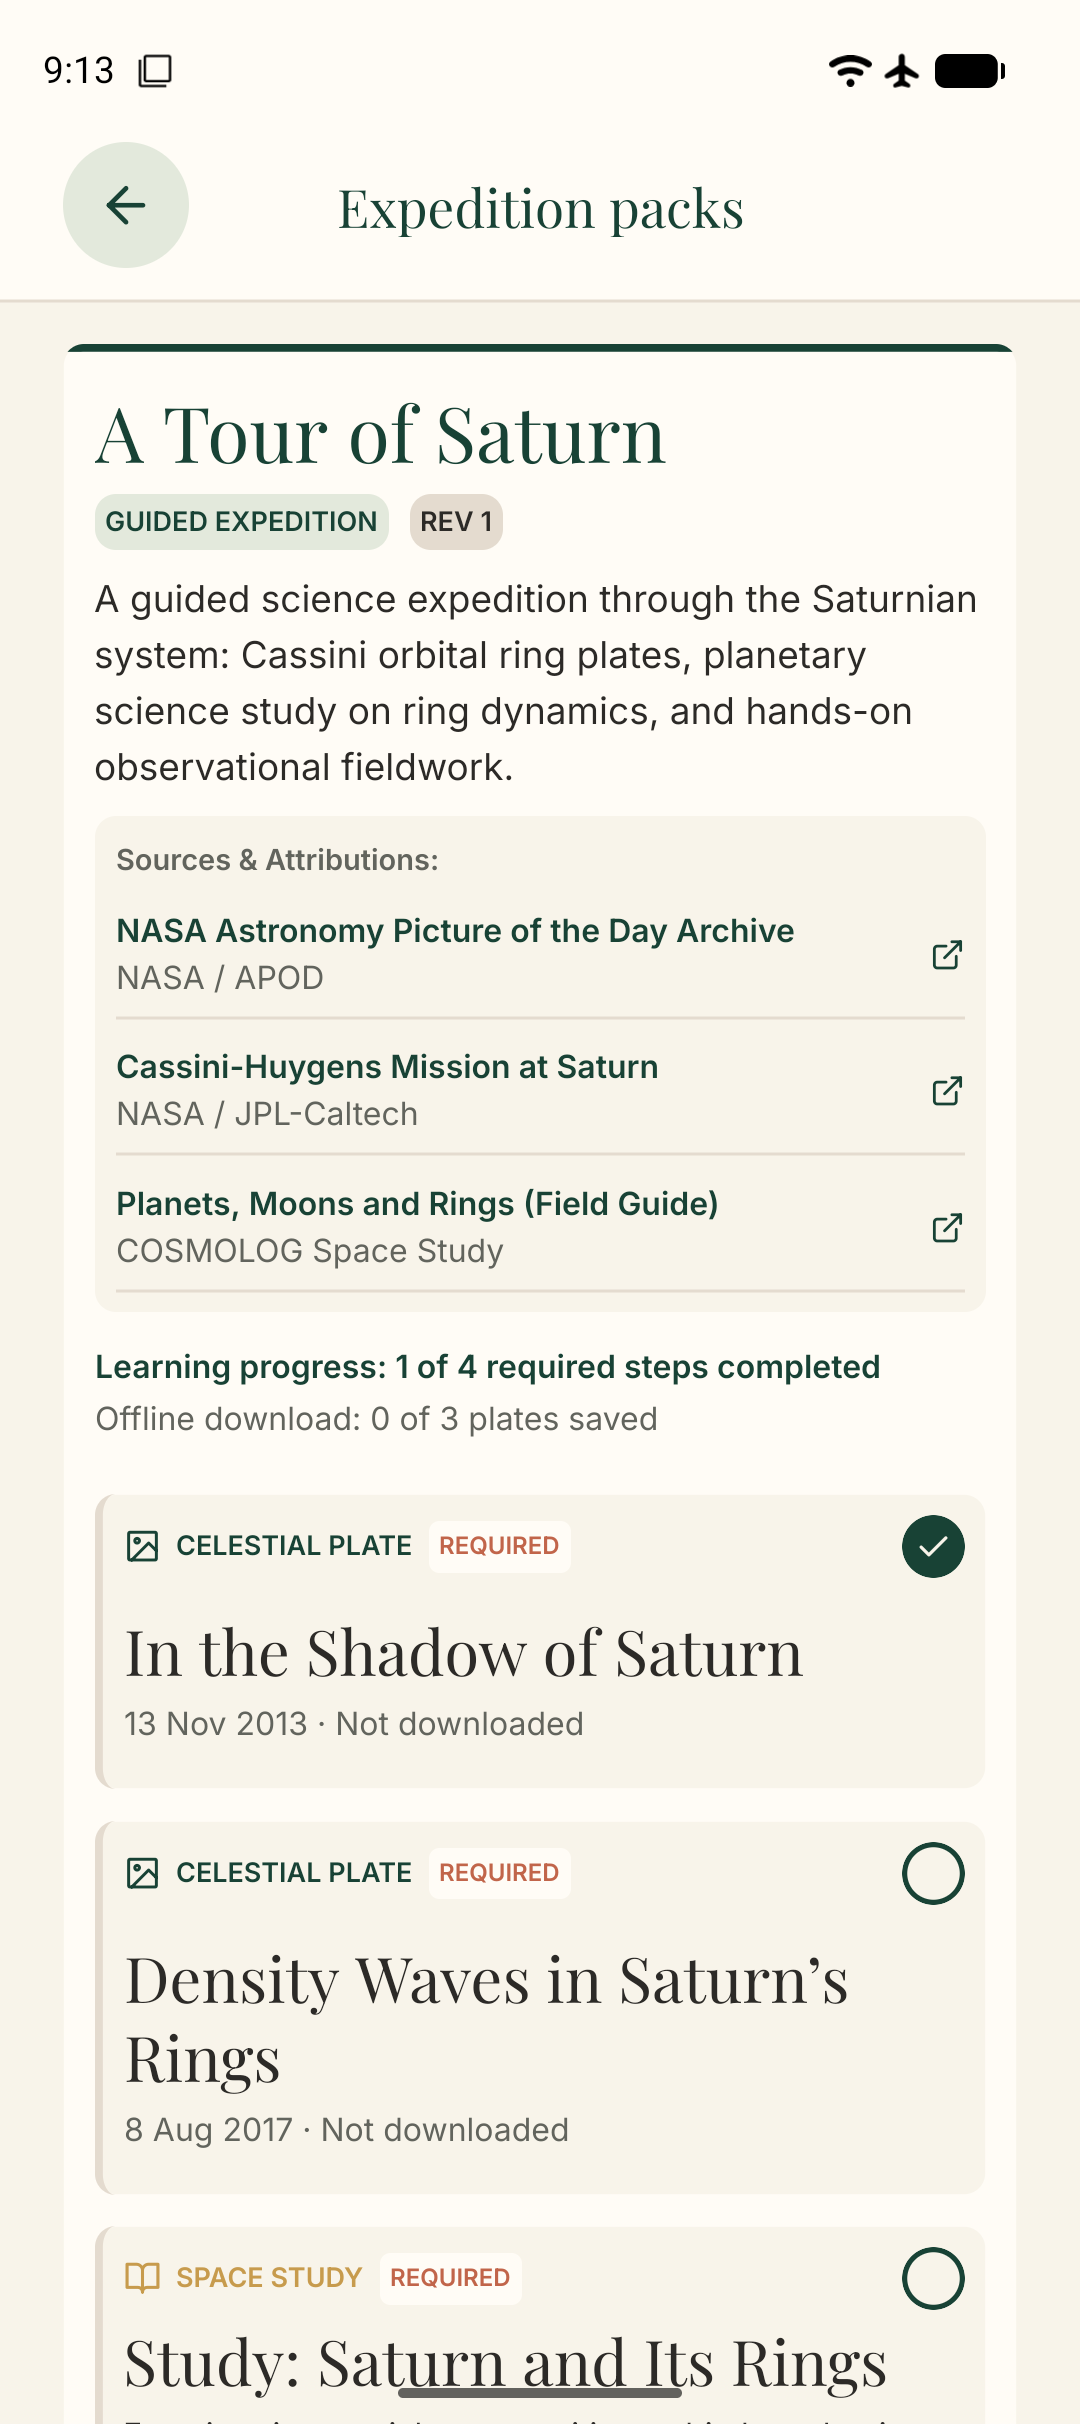 9:13
Expedition packs
A Tour of Saturn
GUIDED EXPEDITION
REV 1
A guided science expedition through the Saturnian
system: Cassini orbital ring plates, planetary
science study on ring dynamics, and hands-on
observational fieldwork.
Sources & Attributions:
NASA Astronomy Picture of the Day Archive
NASA / APOD
Cassini-Huygens Mission at Saturn
NASA / JPL-Caltech
Planets, Moons and Rings (Field Guide)
COSMOLOG Space Study
Learning progress: 1 of 4 required steps completed
Offline download: 0 of 3 plates saved
CELESTIAL PLATE
REQUIRED
In the Shadow of Saturn
13 Nov 2013 · Not downloaded
CELESTIAL PLATE
REQUIRED
Density Waves in Saturn’s
Rings
8 Aug 2017 · Not downloaded
SPACE STUDY
REQUIRED
Study: Saturn and Its Rings